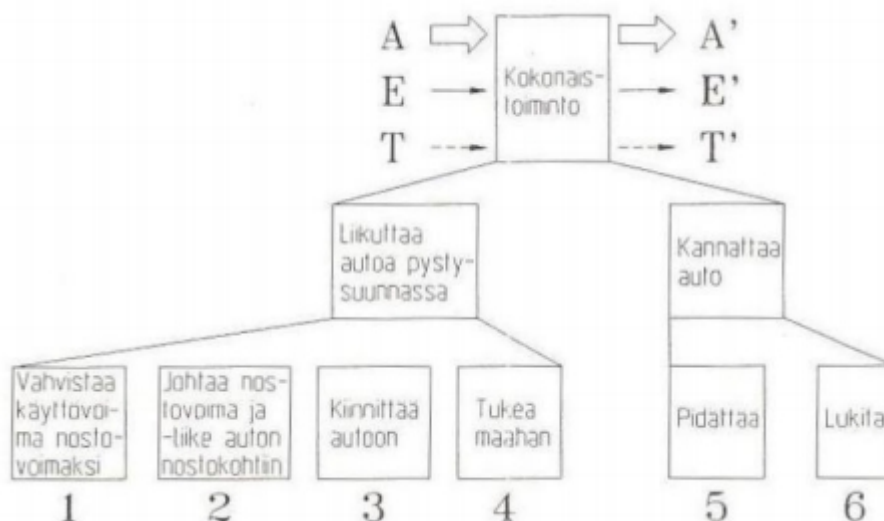 A
A'
E
Kokonais-
toiminto
E'
T
T'
Liikuttaa
autoa pysty-
suunnassa
Kannattaa
auto
Vahvistaa
käyttövoi-
ma nosto-
voimaksi
Johtaa nos-
tovoima ja
-liike auton
nostokohtiin
Kiinnittää
autoon
Tukea
maahan
Pidättää
Lukita
1
2
3
4
5
6